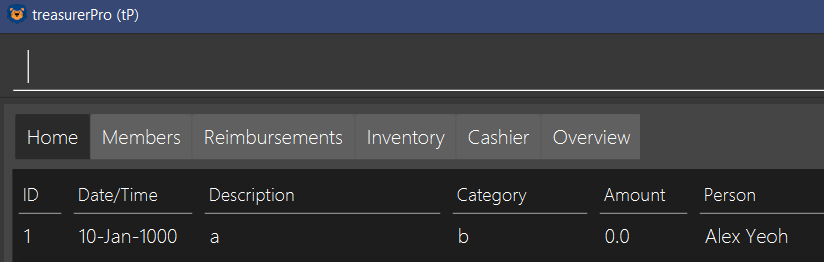 treasurerPro (tP)
Home Members Reimbursements Inventory Cashier Overview
ID Date/Time Description Category Amount Person
1 10-Jan-1000 a b 0.0 Alex Yeoh